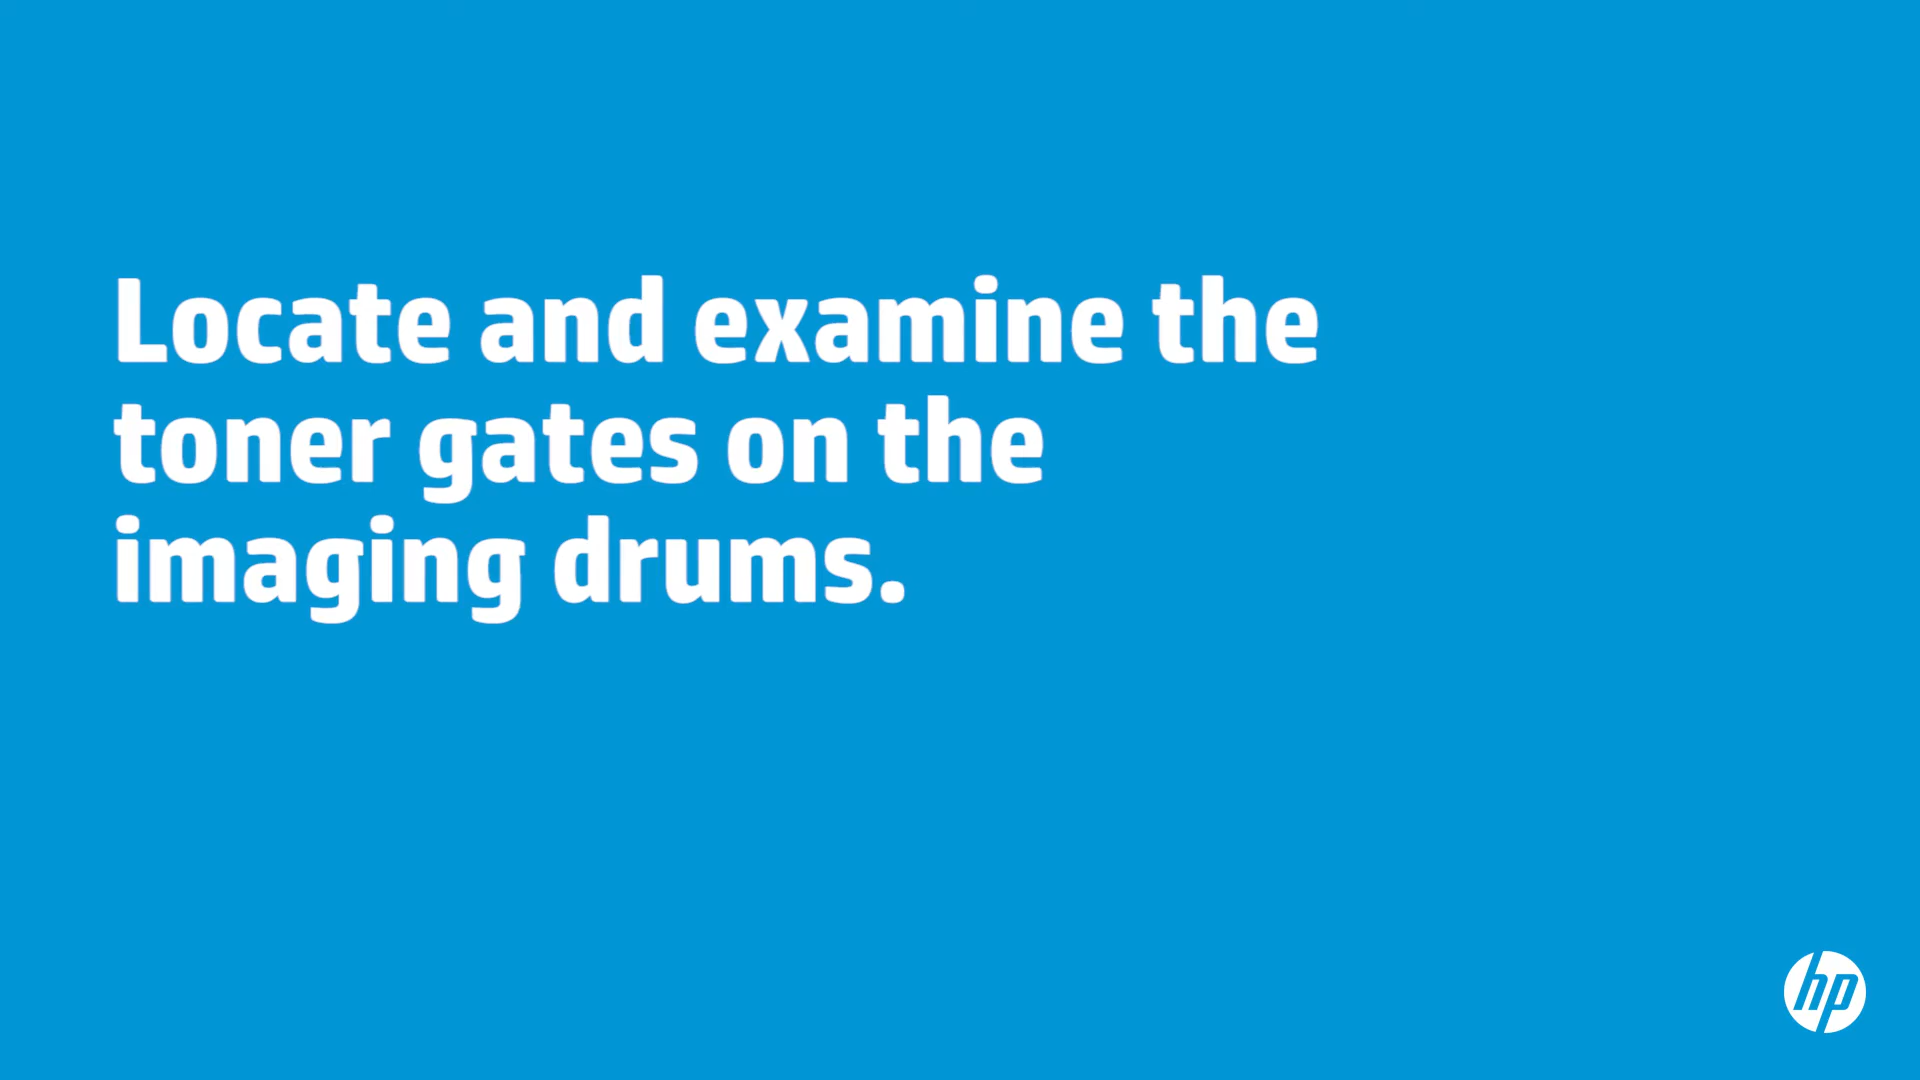 Locate and examine the
toner gates on the
imaging drums.
hp